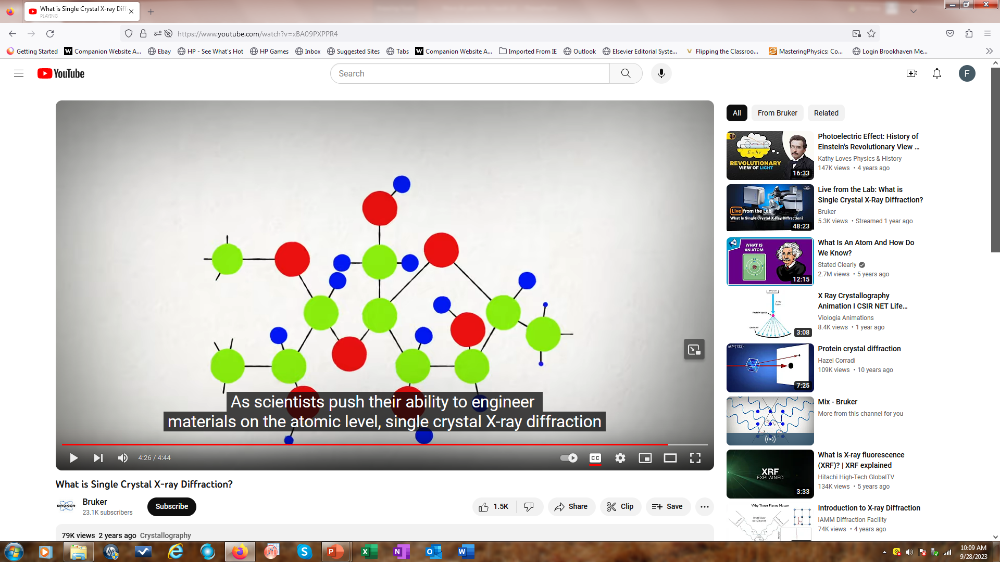 What is Single Crystal X-ray Diff
PLAYING
https://www.youtube.com/watch?v=xBA09PXPPR4
Getting Started
Companion Website A...
Ebay
HP - See What's Hot
HP Games
Inbox
Suggested Sites
Tabs
Companion Website A...
Imported From IE
Outlook
Elsevier Editorial Syste...
Flipping the Classroo...
MasteringPhysics: Co...
Login Brookhaven Me...
YouTube
Search
F
As scientists push their ability to engineer
materials on the atomic level, single crystal X-ray diffraction
4:26 / 4:44
CC
What is Single Crystal X-ray Diffraction?
BRUKER
Bruker
23.1K subscribers
Subscribe
1.5K
Share
Clip
Save
79K views 2 years ago Crystallography
All
From Bruker
Related
E = hν
REVOLUTIONARY
VIEW OF LIGHT
16:33
Photoelectric Effect: History of
Einstein's Revolutionary View ...
Kathy Loves Physics & History
147K views • 4 years ago
Live from the Lab
What is Single Crystal X-Ray Diffraction?
48:23
Live from the Lab: What is
Single Crystal X-Ray Diffraction?
Bruker
5.3K views • Streamed 1 year ago
WHAT IS
AN ATOM
12:15
What Is An Atom And How Do
We Know?
Stated Clearly
2.7M views • 5 years ago
X-ray
beam
Protein crystal
Detector
3:08
X Ray Crystallography
Animation I CSIR NET Life...
Viologia Animations
8.4K views • 1 year ago
hkl=(132)
7:25
Protein crystal diffraction
Hazel Corradi
109K views • 10 years ago
Mix - Bruker
More from this channel for you
XRF
EXPLAINED
3:33
What is X-ray fluorescence
(XRF)? | XRF explained
Hitachi High-Tech GlobalTV
134K views • 5 years ago
Why These Planes Matter
Bragg's Law
Intensity
Introduction to X-ray Diffraction
IAMM Diffraction Facility
74K views • 4 years ago
10:09 AM
9/28/2023